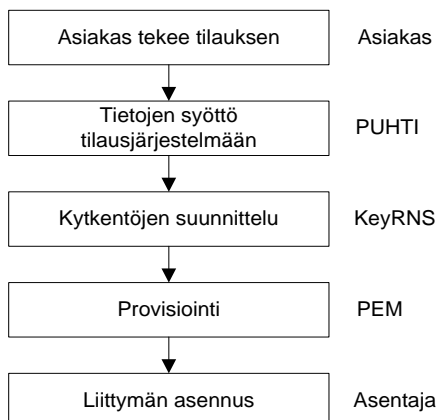 Asiakas tekee tilauksen
Asiakas
Tietojen syöttö
tilausjärjestelmään
PUHTI
Kytkentöjen suunnittelu
KeyRNS
Provisiointi
PEM
Liittymän asennus
Asentaja